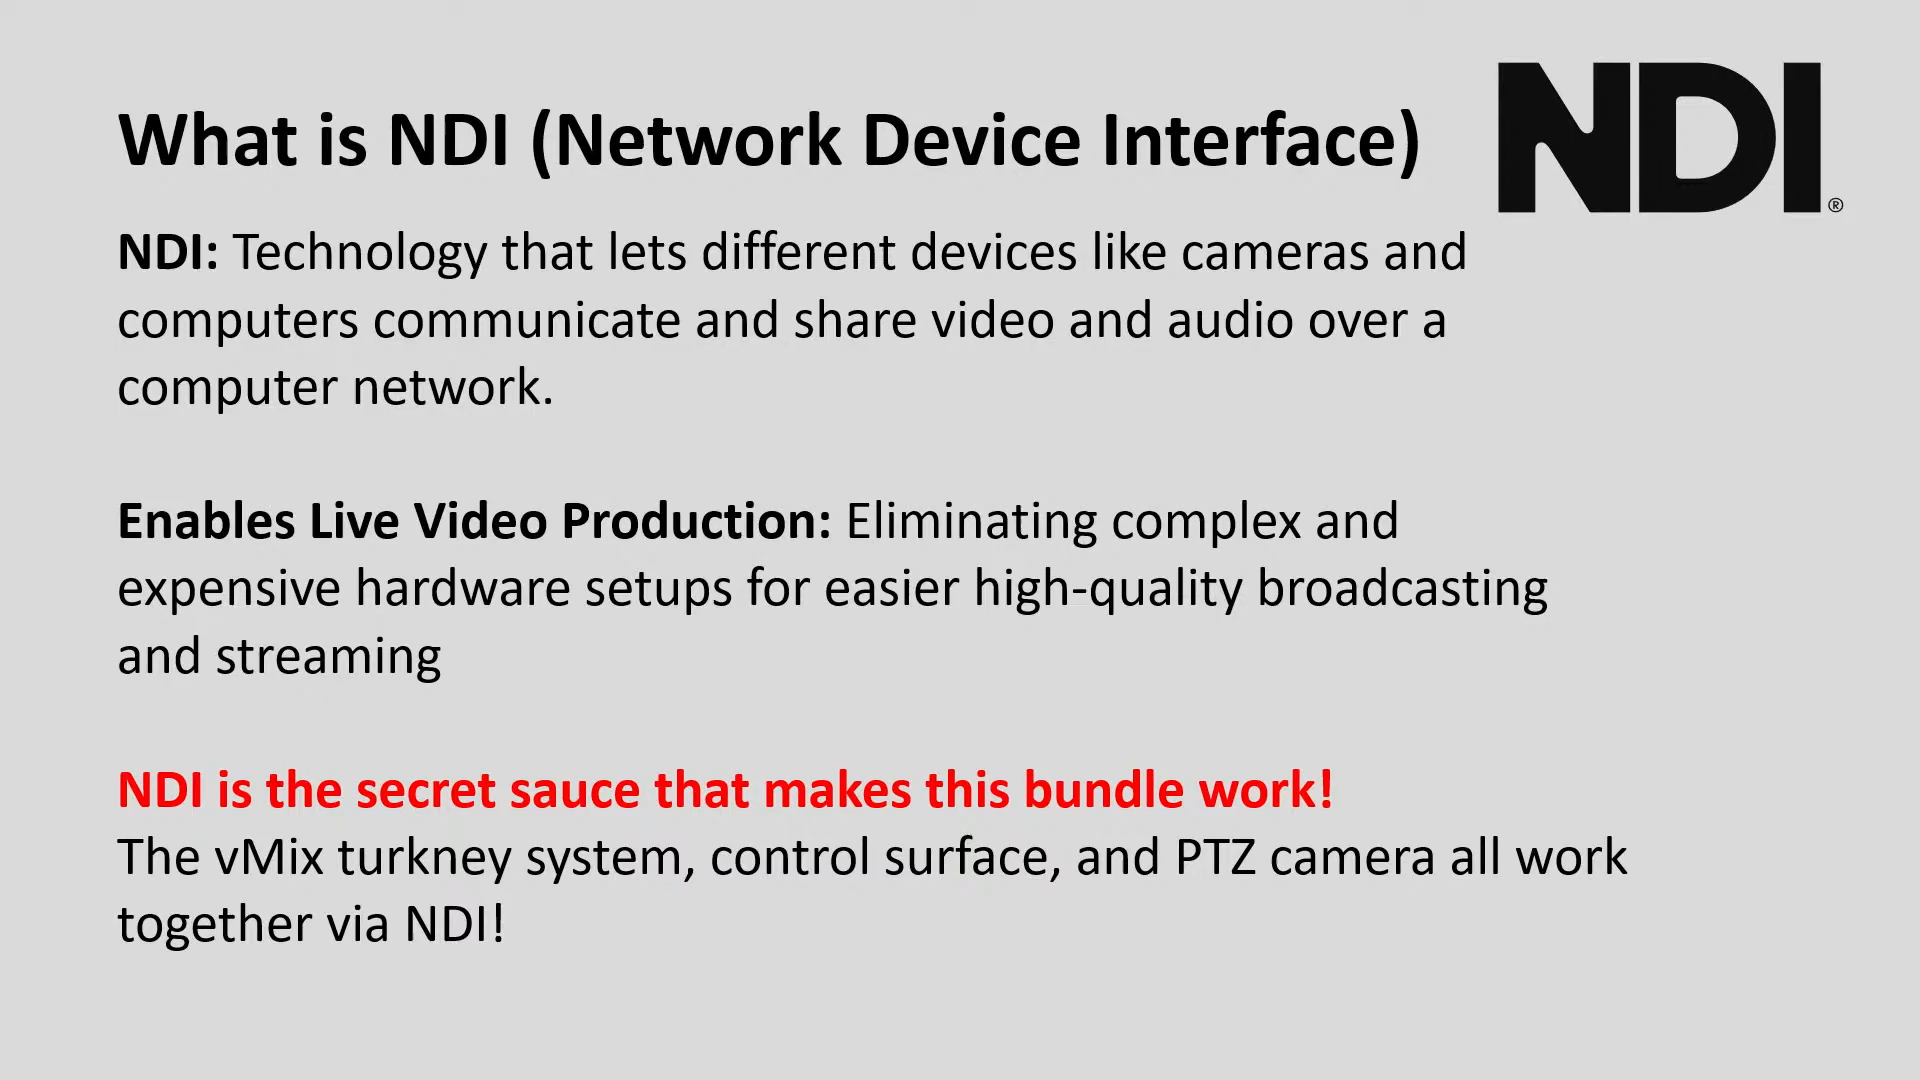 What is NDI (Network Device Interface)
NDI®
NDI: Technology that lets different devices like cameras and
computers communicate and share video and audio over a
computer network.
Enables Live Video Production: Eliminating complex and
expensive hardware setups for easier high-quality broadcasting
and streaming
NDI is the secret sauce that makes this bundle work!
The vMix turkney system, control surface, and PTZ camera all work
together via NDI!